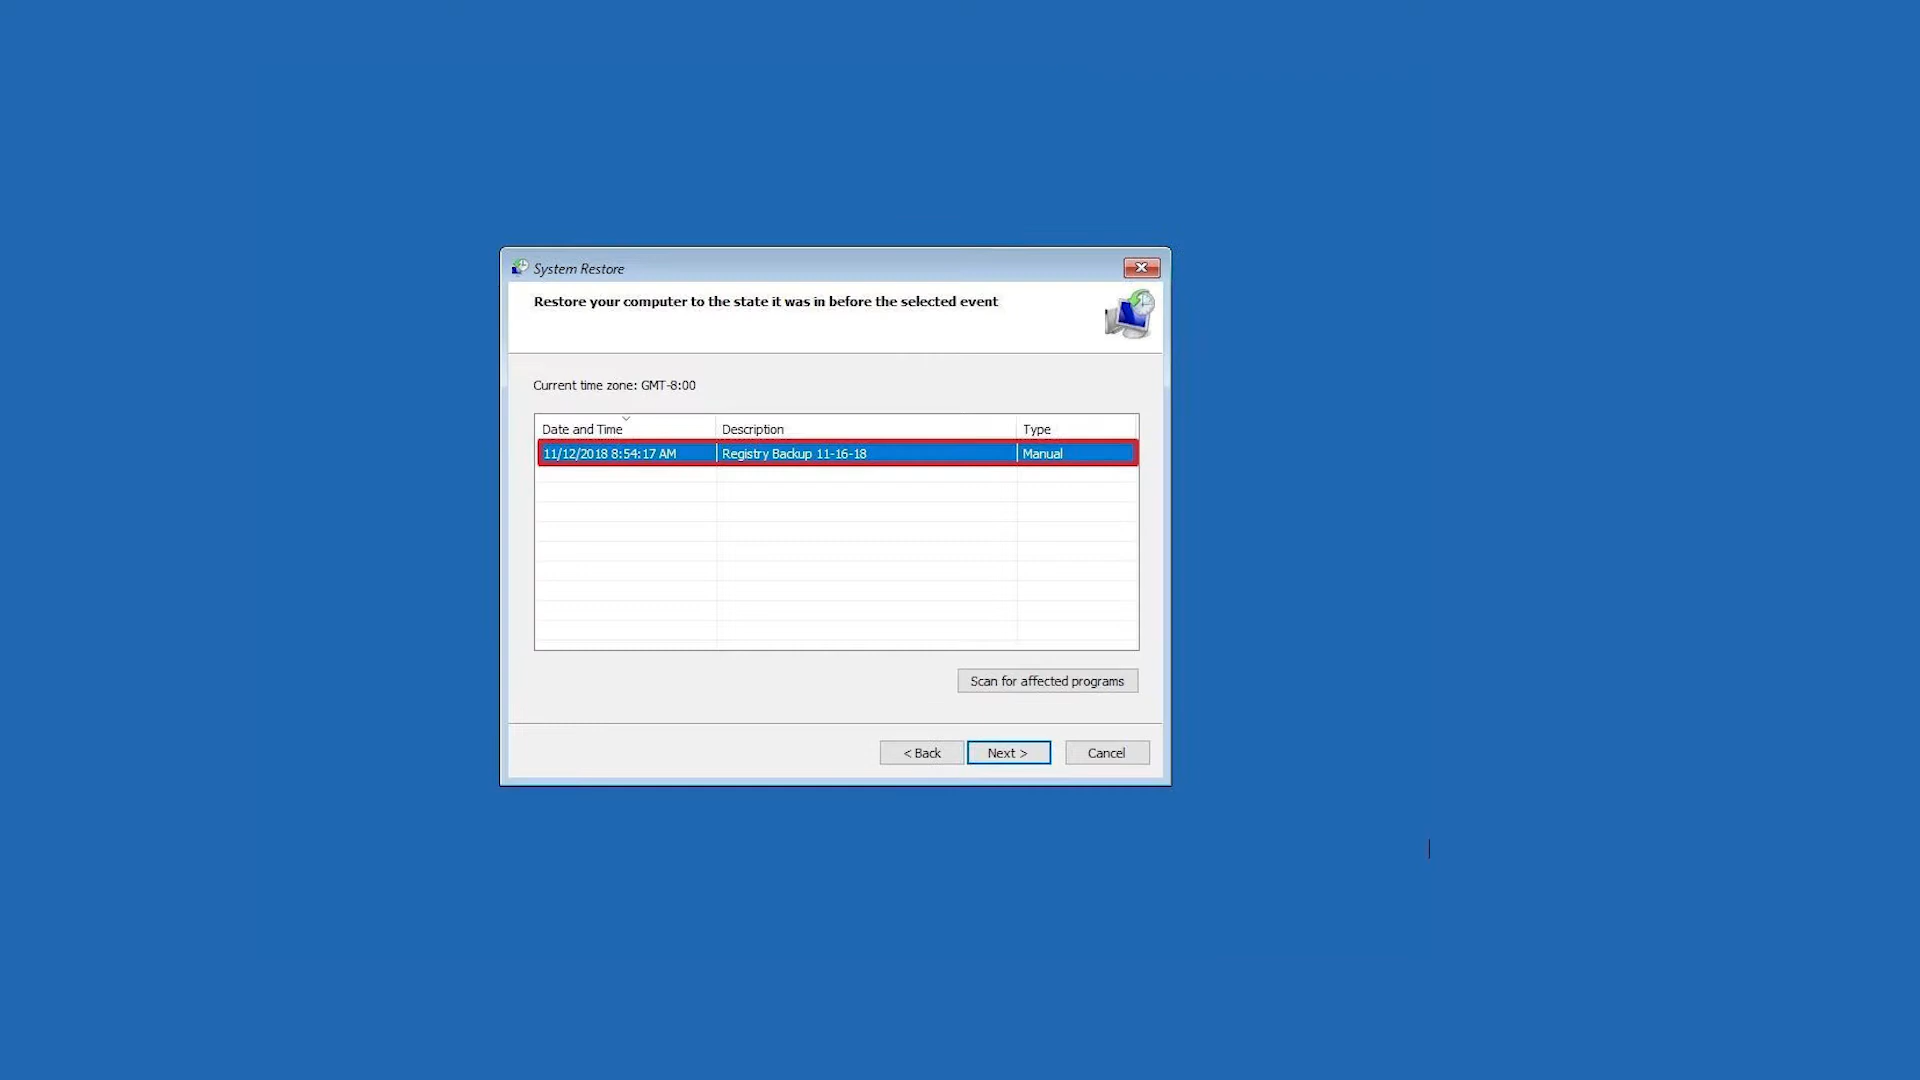 System Restore
Restore your computer to the state it was in before the selected event
Current time zone: GMT-8:00
Date and Time Description Type
11/12/2018 8:54:17 AM Registry Backup 11-16-18 Manual
Scan for affected programs
< Back Next > Cancel